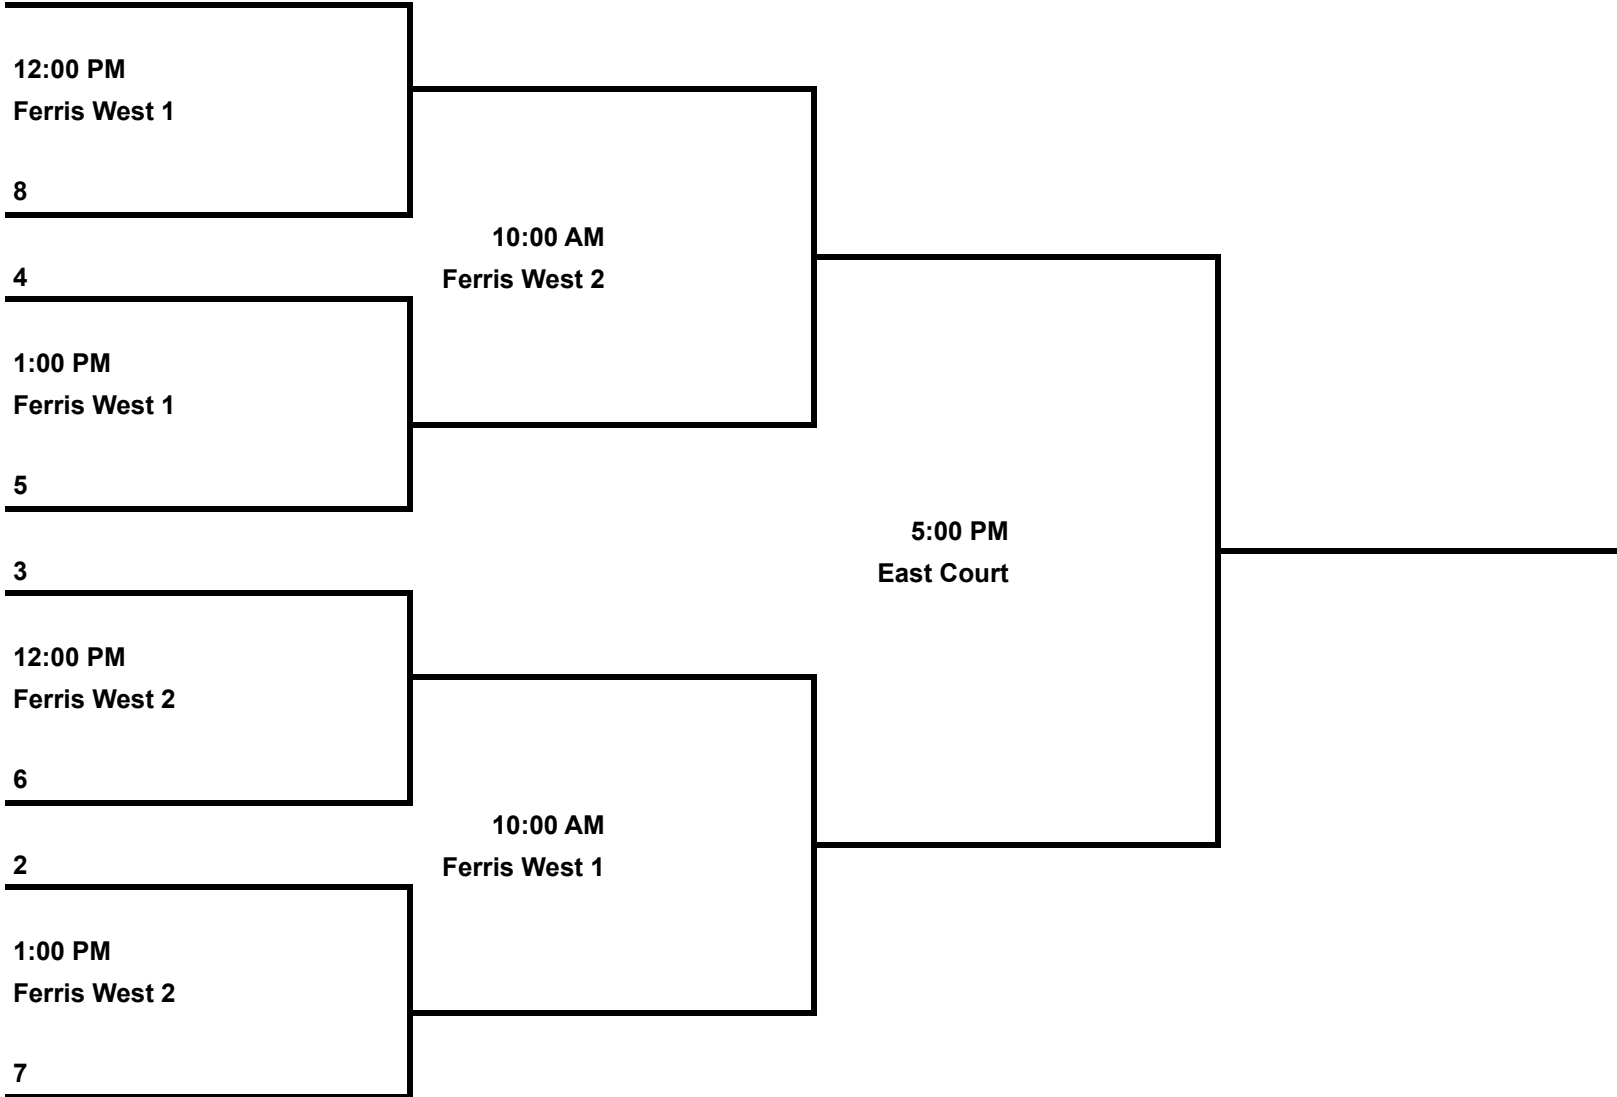 12:00 PM
Ferris West 1
8
4
1:00 PM
Ferris West 1
5
3
12:00 PM
Ferris West 2
6
2
1:00 PM
Ferris West 2
7
10:00 AM
Ferris West 2
10:00 AM
Ferris West 1
5:00 PM
East Court